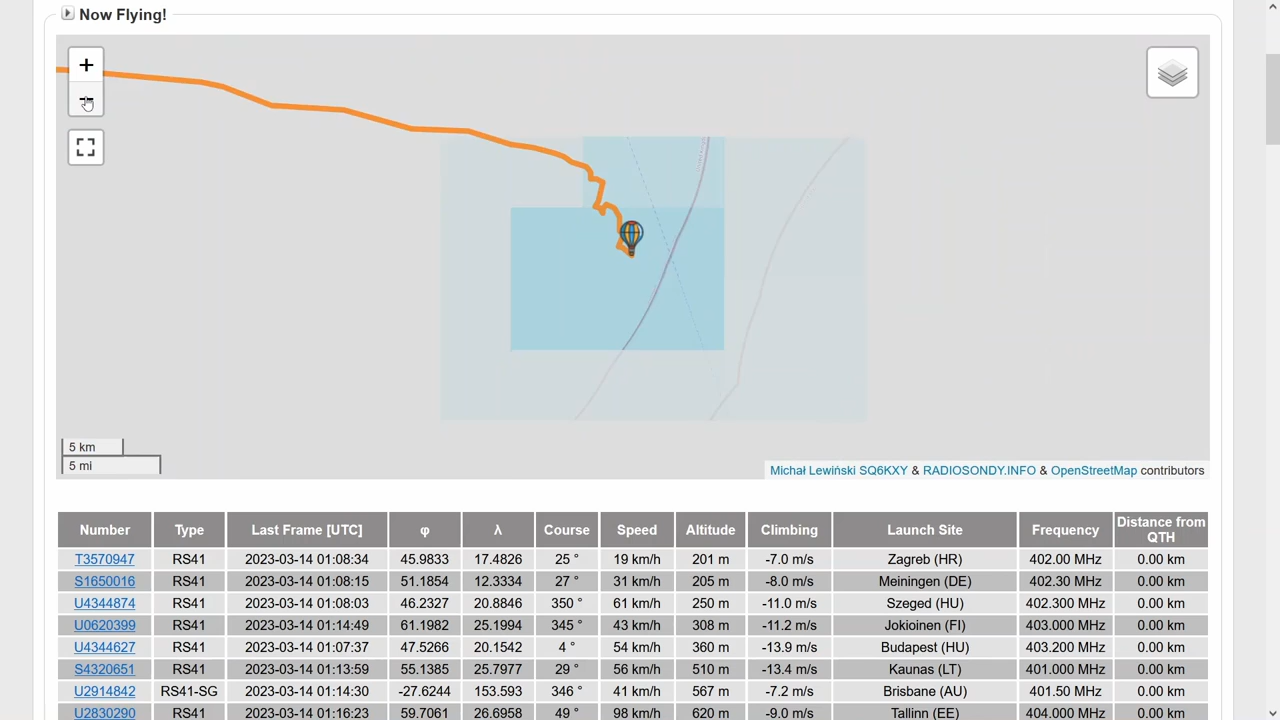 Now Flying!
+
5 km
5 mi
Michał Lewiński SQ6KXY & RADIOSONDY.INFO & OpenStreetMap contributors
Number Type Last Frame [UTC] φ λ Course Speed Altitude Climbing Launch Site Frequency Distance from QTH
T3570947 RS41 2023-03-14 01:08:34 45.9833 17.4826 25 ° 19 km/h 201 m -7.0 m/s Zagreb (HR) 402.00 MHz 0.00 km
S1650016 RS41 2023-03-14 01:08:15 51.1854 12.3334 27 ° 31 km/h 205 m -8.0 m/s Meiningen (DE) 402.30 MHz 0.00 km
U4344874 RS41 2023-03-14 01:08:03 46.2327 20.8846 350 ° 61 km/h 250 m -11.0 m/s Szeged (HU) 402.300 MHz 0.00 km
U0620399 RS41 2023-03-14 01:14:49 61.1982 25.1994 345 ° 43 km/h 308 m -11.2 m/s Jokioinen (FI) 403.000 MHz 0.00 km
U4344627 RS41 2023-03-14 01:07:37 47.5266 20.1542 4 ° 54 km/h 360 m -13.9 m/s Budapest (HU) 403.200 MHz 0.00 km
S4320651 RS41 2023-03-14 01:13:59 55.1385 25.7977 29 ° 56 km/h 510 m -13.4 m/s Kaunas (LT) 401.000 MHz 0.00 km
U2914842 RS41-SG 2023-03-14 01:14:30 -27.6244 153.593 346 ° 41 km/h 567 m -7.2 m/s Brisbane (AU) 401.50 MHz 0.00 km
U2830290 RS41 2023-03-14 01:16:23 59.7061 26.6958 49 ° 98 km/h 620 m -9.0 m/s Tallinn (EE) 404.000 MHz 0.00 km